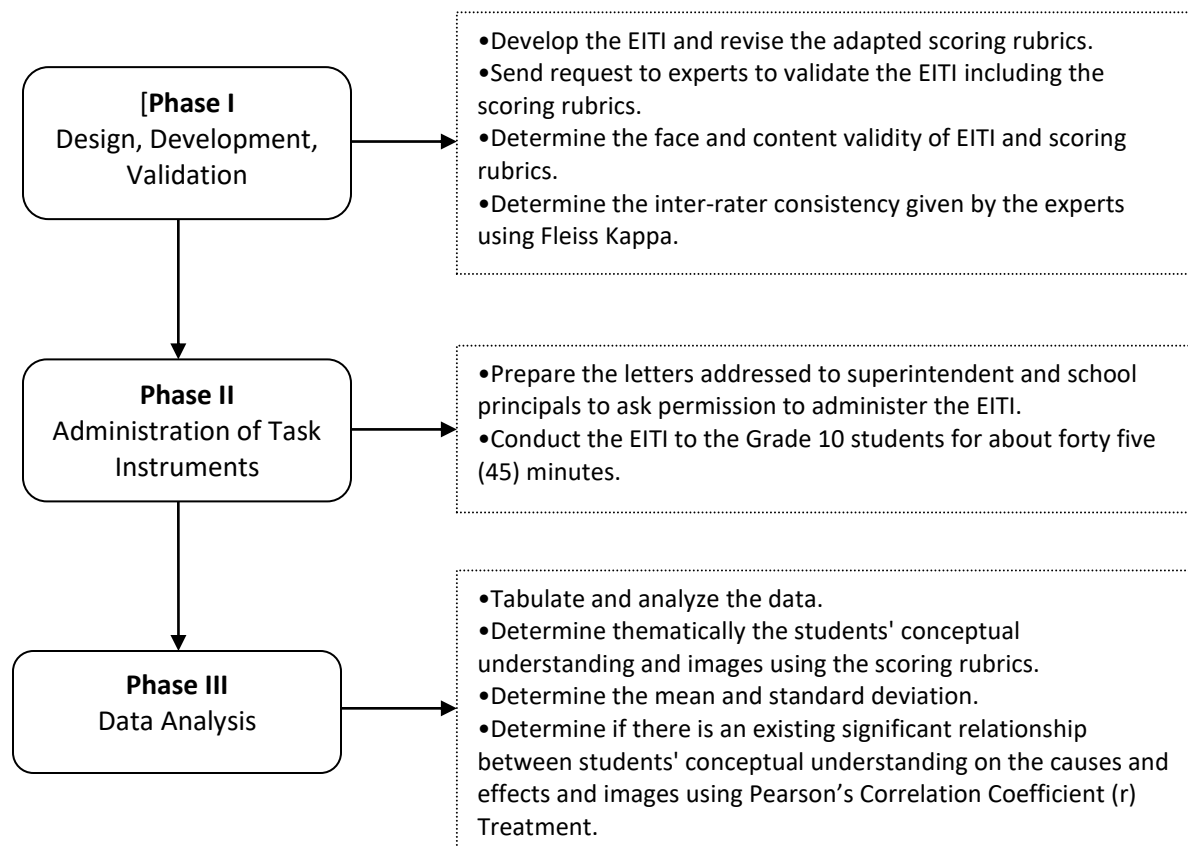 [Phase I
Design, Development,
Validation
•Develop the EITI and revise the adapted scoring rubrics.
•Send request to experts to validate the EITI including the
scoring rubrics.
•Determine the face and content validity of EITI and scoring
rubrics.
•Determine the inter-rater consistency given by the experts
using Fleiss Kappa.
Phase II
Administration of Task
Instruments
•Prepare the letters addressed to superintendent and school
principals to ask permission to administer the EITI.
•Conduct the EITI to the Grade 10 students for about forty five
(45) minutes.
Phase III
Data Analysis
•Tabulate and analyze the data.
•Determine thematically the students' conceptual
understanding and images using the scoring rubrics.
•Determine the mean and standard deviation.
•Determine if there is an existing significant relationship
between students' conceptual understanding on the causes and
effects and images using Pearson’s Correlation Coefficient (r)
Treatment.